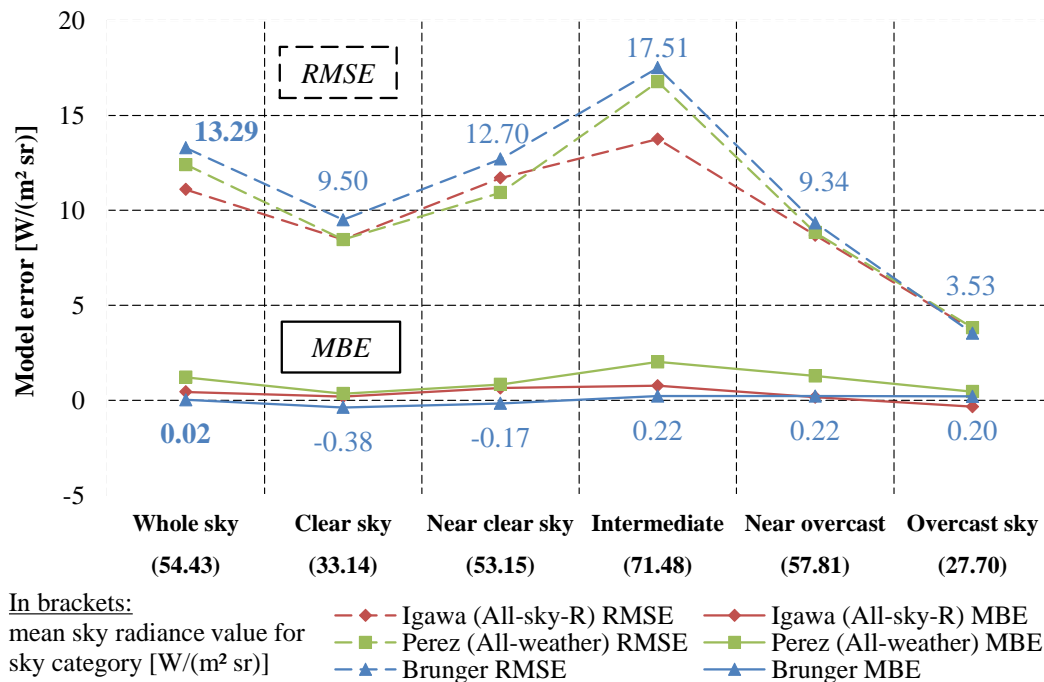 20
15
10
5
0
-5
Model error [W/(m² sr)]
RMSE
MBE
13.29
9.50
12.70
17.51
9.34
3.53
0.02
-0.38
-0.17
0.22
0.22
0.20
Whole sky
(54.43)
Clear sky
(33.14)
Near clear sky
(53.15)
Intermediate
(71.48)
Near overcast
(57.81)
Overcast sky
(27.70)
In brackets:
mean sky radiance value for
sky category [W/(m² sr)]
Igawa (All-sky-R) RMSE
Igawa (All-sky-R) MBE
Perez (All-weather) RMSE
Perez (All-weather) MBE
Brunger RMSE
Brunger MBE